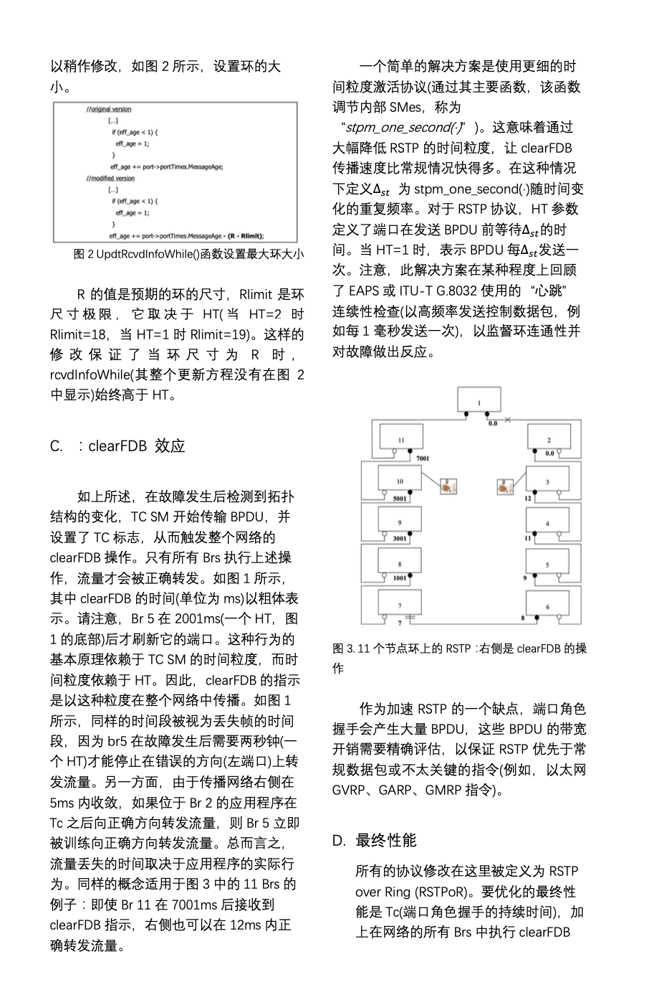 以稍作修改，如图 2 所示，设置环的大
小。
//original version
[...]
if (eff_age < 1) {
eff_age = 1;
}
eff_age += port->portTimes.MessageAge;
//modified version
[...]
if (eff_age < 1) {
eff_age = 1;
}
eff_age += port->portTimes.MessageAge - (R - Rlimit);
图 2 UpdtRcvdInfoWhile()函数设置最大环大小
R 的值是预期的环的尺寸，Rlimit 是环
尺寸极限，它取决于 HT(当 HT=2 时
Rlimit=18，当 HT=1 时 Rlimit=19)。这样的
修改保证了当环尺寸为 R 时，
rcvdInfoWhile(其整个更新方程没有在图 2
中显示)始终高于 HT。
C. ：clearFDB 效应
如上所述，在故障发生后检测到拓扑
结构的变化，TC SM 开始传输 BPDU，并
设置了 TC 标志，从而触发整个网络的
clearFDB 操作。只有所有 Brs 执行上述操
作，流量才会被正确转发。如图 1 所示，
其中 clearFDB 的时间(单位为 ms)以粗体表
示。请注意，Br 5 在 2001ms(一个 HT，图
1 的底部)后才刷新它的端口。这种行为的
基本原理依赖于 TC SM 的时间粒度，而时
间粒度依赖于 HT。因此，clearFDB 的指示
是以这种粒度在整个网络中传播。如图 1
所示，同样的时间段被视为丢失帧的时间
段，因为 br5 在故障发生后需要两秒钟(一
个 HT)才能停止在错误的方向(左端口)上转
发流量。另一方面，由于传播网络右侧在
5ms 内收敛，如果位于 Br 2 的应用程序在
Tc 之后向正确方向转发流量，则 Br 5 立即
被训练向正确方向转发流量。总而言之，
流量丢失的时间取决于应用程序的实际行
为。同样的概念适用于图 3 中的 11 Brs 的
例子：即使 Br 11 在 7001ms 后接收到
clearFDB 指示，右侧也可以在 12ms 内正
确转发流量。
一个简单的解决方案是使用更细的时
间粒度激活协议(通过其主要函数，该函数
调节内部 SMes，称为
“stpm_one_second(·)”)。这意味着通过
大幅降低 RSTP 的时间粒度，让 clearFDB
传播速度比常规情况快得多。在这种情况
下定义Δst 为 stpm_one_second(·)随时间变
化的重复频率。对于 RSTP 协议，HT 参数
定义了端口在发送 BPDU 前等待Δst的时
间。当 HT=1 时，表示 BPDU 每Δst发送一
次。注意，此解决方案在某种程度上回顾
了 EAPS 或 ITU-T G.8032 使用的 “心跳”
连续性检查(以高频率发送控制数据包，例
如每 1 毫秒发送一次)，以监督环连通性并
对故障做出反应。
1
0.0
11
2
7001
0.0
10
3
5001
12
9
4
3001
11
8
5
1001
9
7
6
7
8
图 3. 11 个节点环上的 RSTP：右侧是 clearFDB 的操
作
作为加速 RSTP 的一个缺点，端口角色
握手会产生大量 BPDU，这些 BPDU 的带宽
开销需要精确评估，以保证 RSTP 优先于常
规数据包或不太关键的指令(例如，以太网
GVRP、GARP、GMRP 指令)。
D. 最终性能
所有的协议修改在这里被定义为 RSTP
over Ring (RSTPoR)。要优化的最终性
能是 Tc(端口角色握手的持续时间)，加
上在网络的所有 Brs 中执行 clearFDB